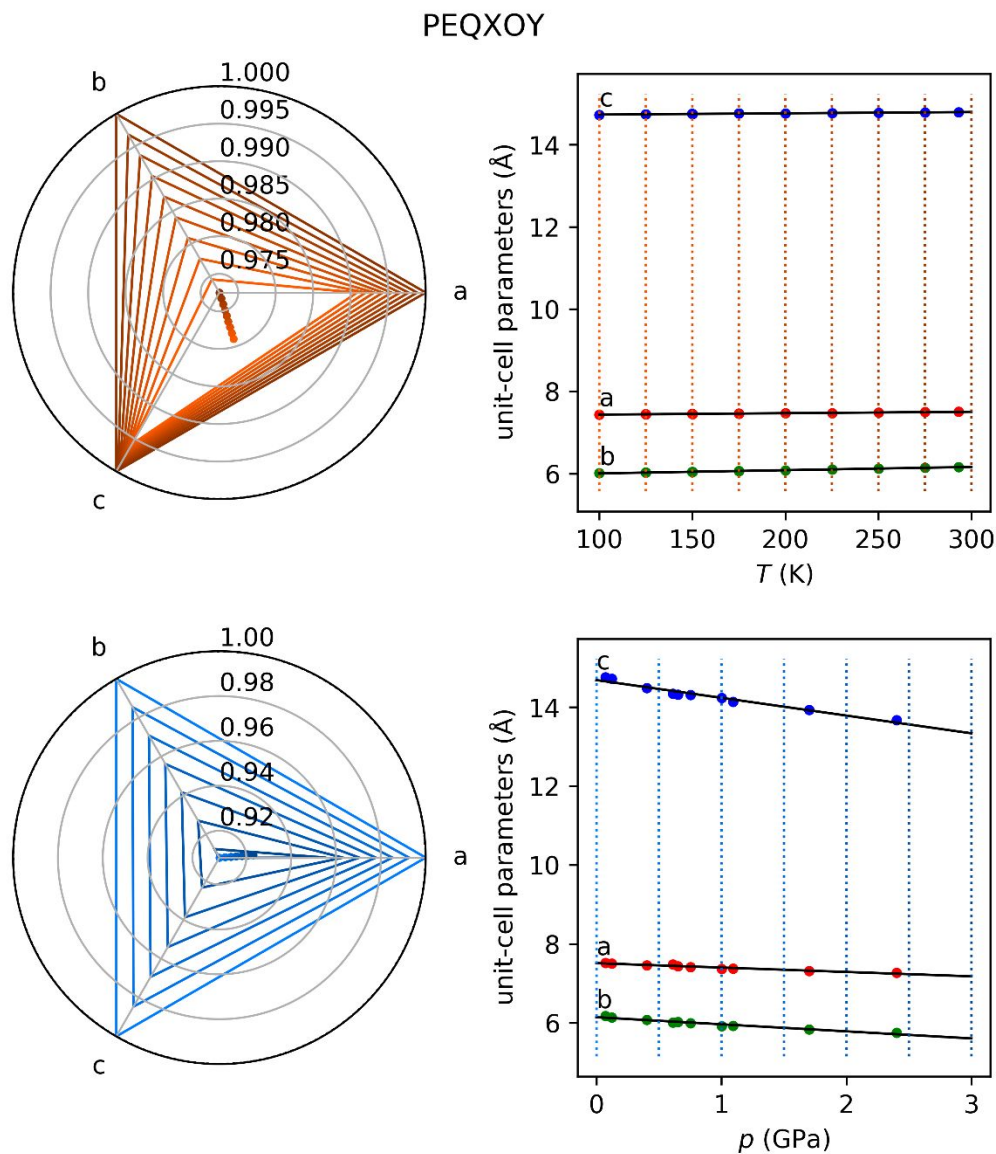 PEQXOY
b
1.000
0.995
0.990
0.985
0.980
0.975
a
c
unit-cell parameters (Å)
14
12
10
8
6
c
a
b
100
150
200
250
300
T (K)
b
1.00
0.98
0.96
0.94
0.92
a
c
unit-cell parameters (Å)
14
12
10
8
6
c
a
b
0
1
2
3
p (GPa)